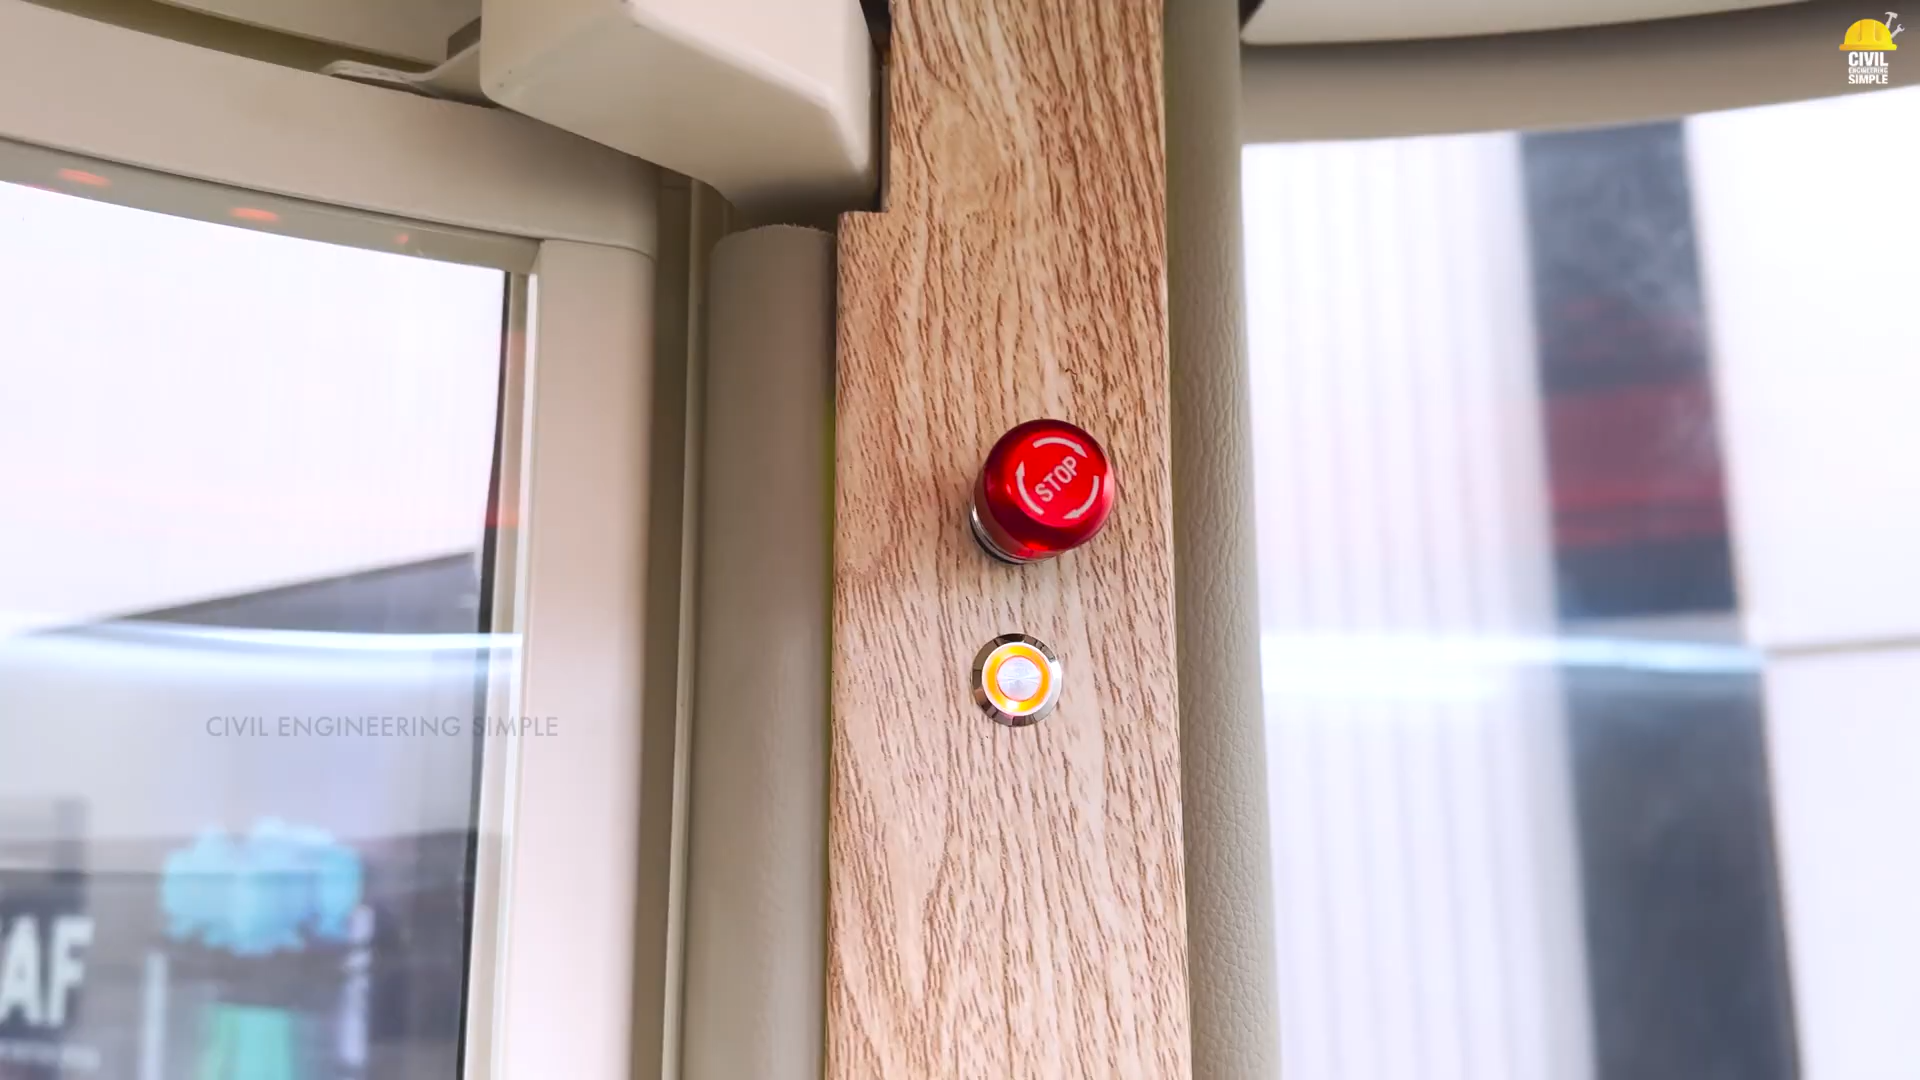 CIVIL
ENGINEERING
SIMPLE
STOP
CIVIL ENGINEERING SIMPLE
AF